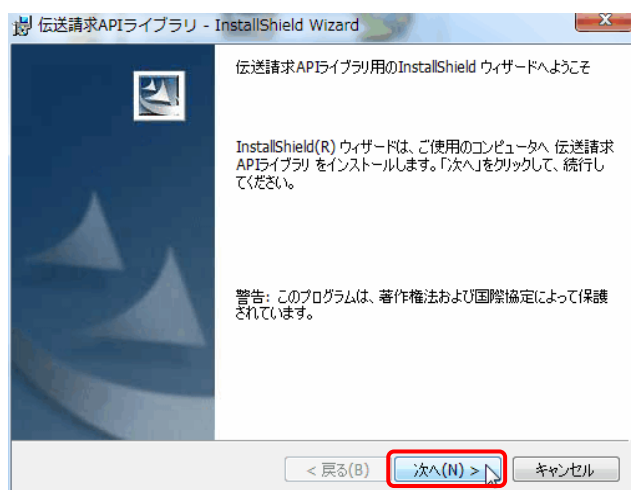 伝送請求APIライブラリ - InstallShield Wizard
伝送請求APIライブラリ用のInstallShield ウィザードへようこそ
InstallShield(R) ウィザードは、ご使用のコンピュータへ 伝送請求
APIライブラリ をインストールします。「次へ」をクリックして、続行し
てください。
警告: このプログラムは、著作権法および国際協定によって保護
されています。
< 戻る(B)
次へ(N) >
キャンセル